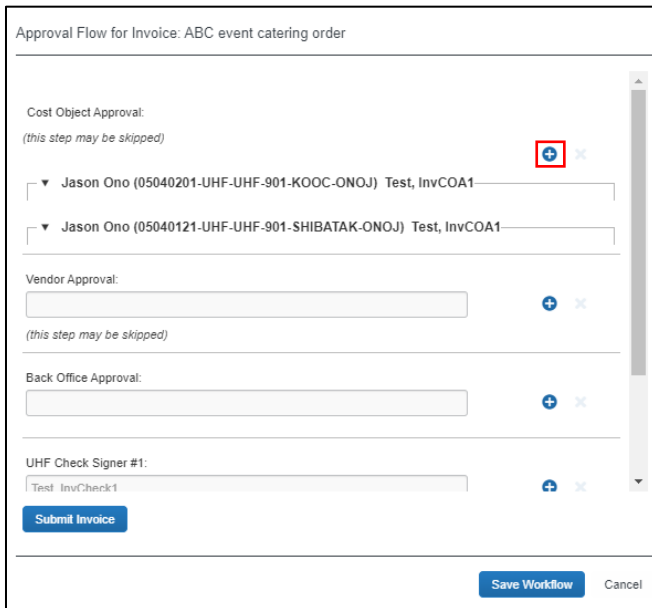 Approval Flow for Invoice: ABC event catering order
Cost Object Approval:
(this step may be skipped)
Jason Ono (05040201-UHF-UHF-901-KOOC-ONOJ) Test, InvCOA1
Jason Ono (05040121-UHF-UHF-901-SHIBATAK-ONOJ) Test, InvCOA1
Vendor Approval:
(this step may be skipped)
Back Office Approval:
UHF Check Signer #1:
Test, InvCheck1
Submit Invoice
Save Workflow Cancel